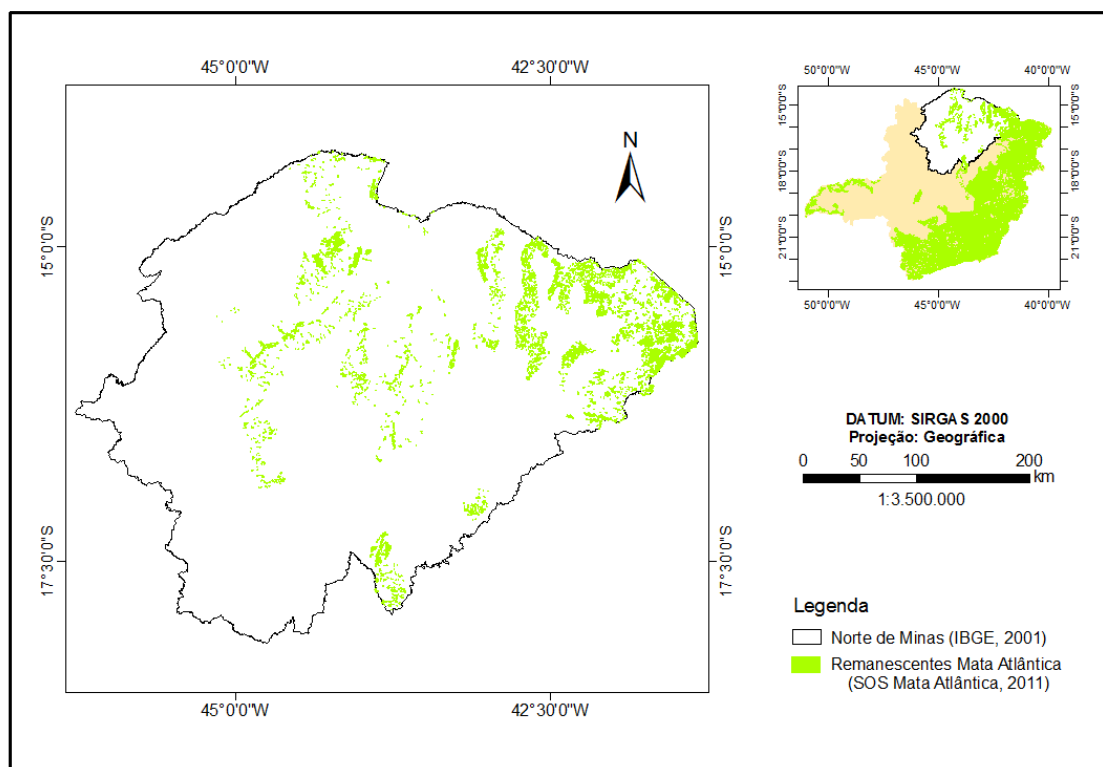 45°0'0"W 42°30'0"W
N
15°0'0"S 15°0'0"S
17°30'0"S 17°30'0"S
45°0'0"W 42°30'0"W
50°0'0"W 45°0'0"W 40°0'0"W
15°0'0"S 15°0'0"S
18°0'0"S 18°0'0"S
21°0'0"S 21°0'0"S
50°0'0"W 45°0'0"W 40°0'0"W
DATUM: SIRGAS 2000
Projeção: Geográfica
0 50 100 200
km
1:3.500.000
Legenda
Norte de Minas (IBGE, 2001)
Remanescentes Mata Atlântica
(SOS Mata Atlântica, 2011)